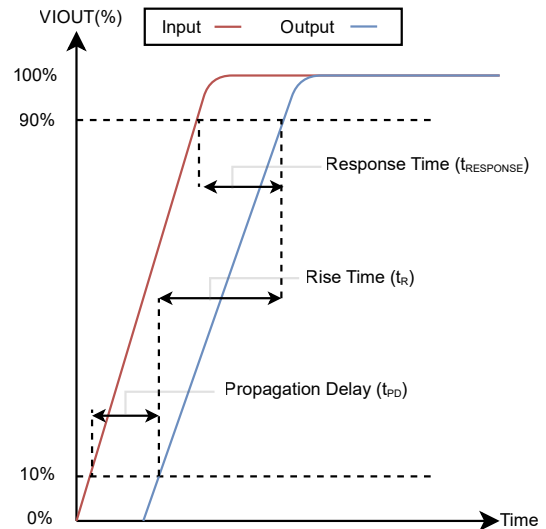 VIOUT(%)
Input
Output
100%
90%
Response Time (tRESPONSE)
Rise Time (tR)
Propagation Delay (tPD)
10%
0%
Time